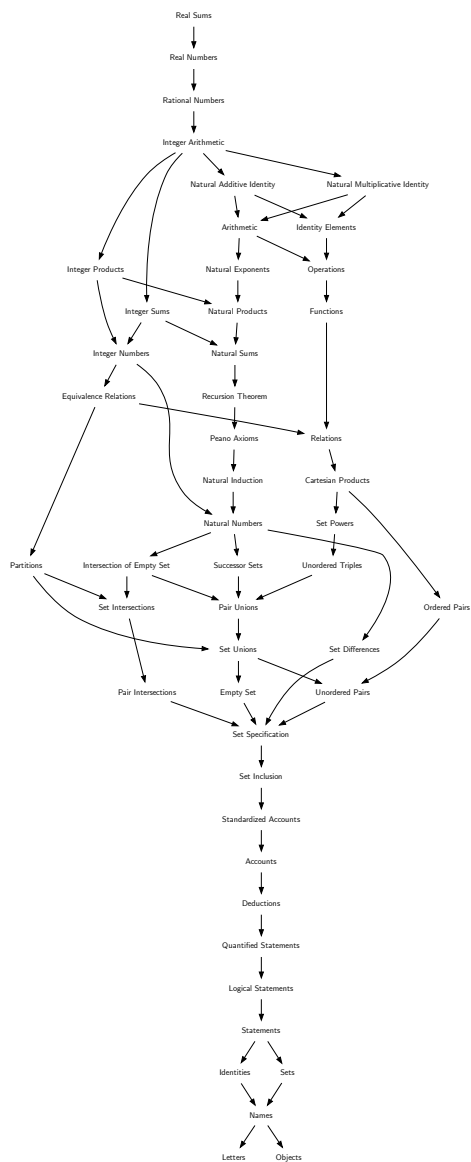 Real Sums
Real Numbers
Rational Numbers
Integer Arithmetic
Natural Additive Identity
Natural Multiplicative Identity
Arithmetic
Identity Elements
Integer Products
Natural Exponents
Operations
Integer Sums
Natural Products
Functions
Integer Numbers
Natural Sums
Equivalence Relations
Recursion Theorem
Peano Axioms
Relations
Natural Induction
Cartesian Products
Natural Numbers
Set Powers
Partitions
Intersection of Empty Set
Successor Sets
Unordered Triples
Set Intersections
Pair Unions
Ordered Pairs
Set Unions
Set Differences
Pair Intersections
Empty Set
Unordered Pairs
Set Specification
Set Inclusion
Standardized Accounts
Accounts
Deductions
Quantified Statements
Logical Statements
Statements
Identities
Sets
Names
Letters
Objects